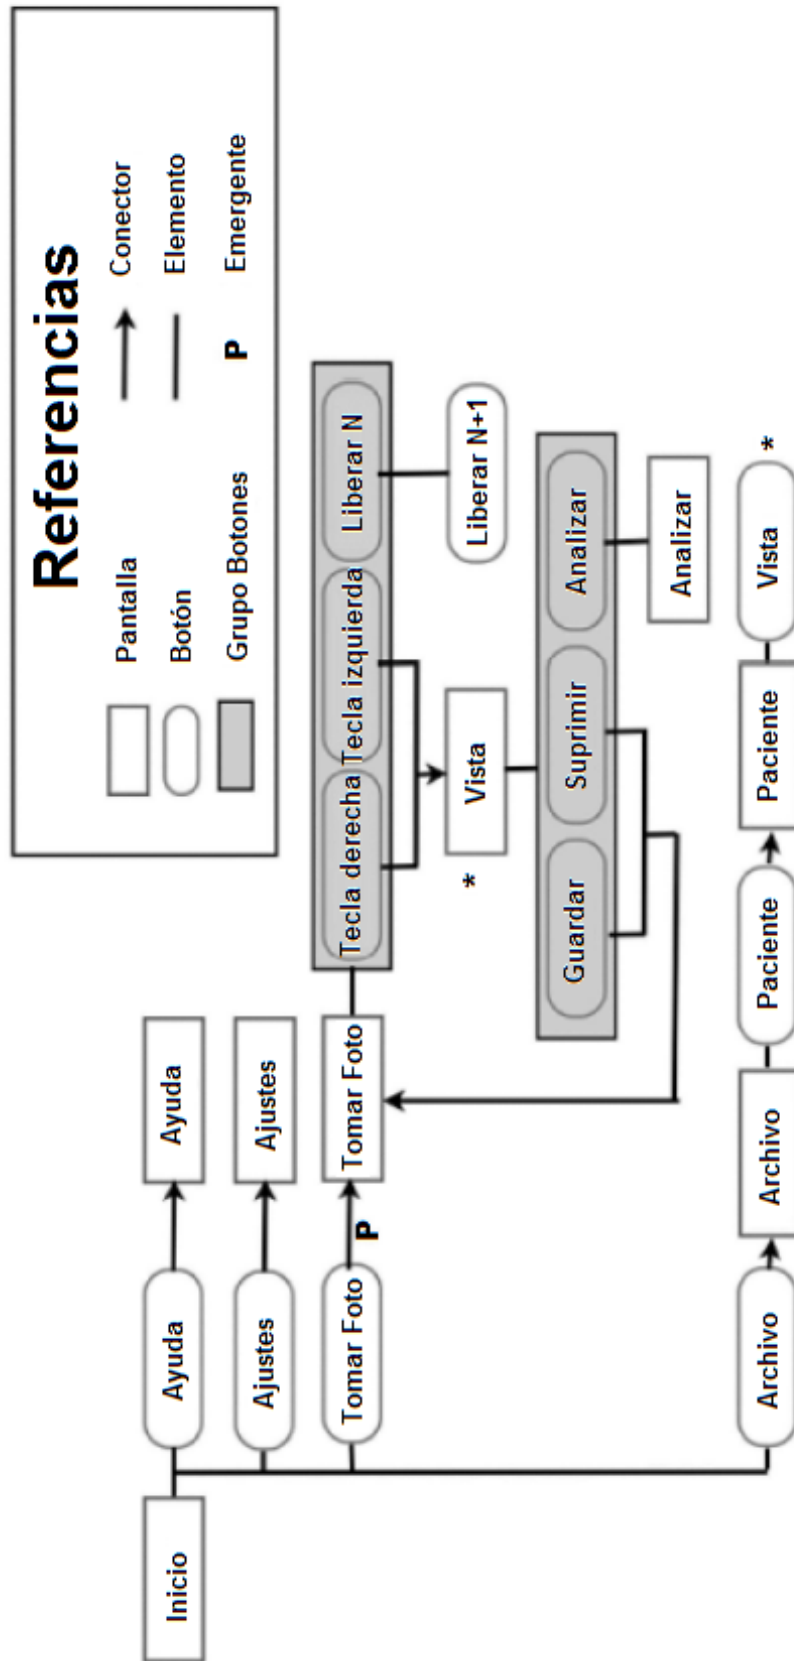 Referencias
Pantalla
Conector
Botón
Elemento
Grupo Botones
P
Emergente
Inicio
Ayuda
Ayuda
Ajustes
Ajustes
Tomar Foto
P
Tomar Foto
Tecla derecha
Tecla izquierda
Liberar N
*
Vista
Liberar N+1
Guardar
Suprimir
Analizar
Analizar
Archivo
Archivo
Paciente
Paciente
Vista
*